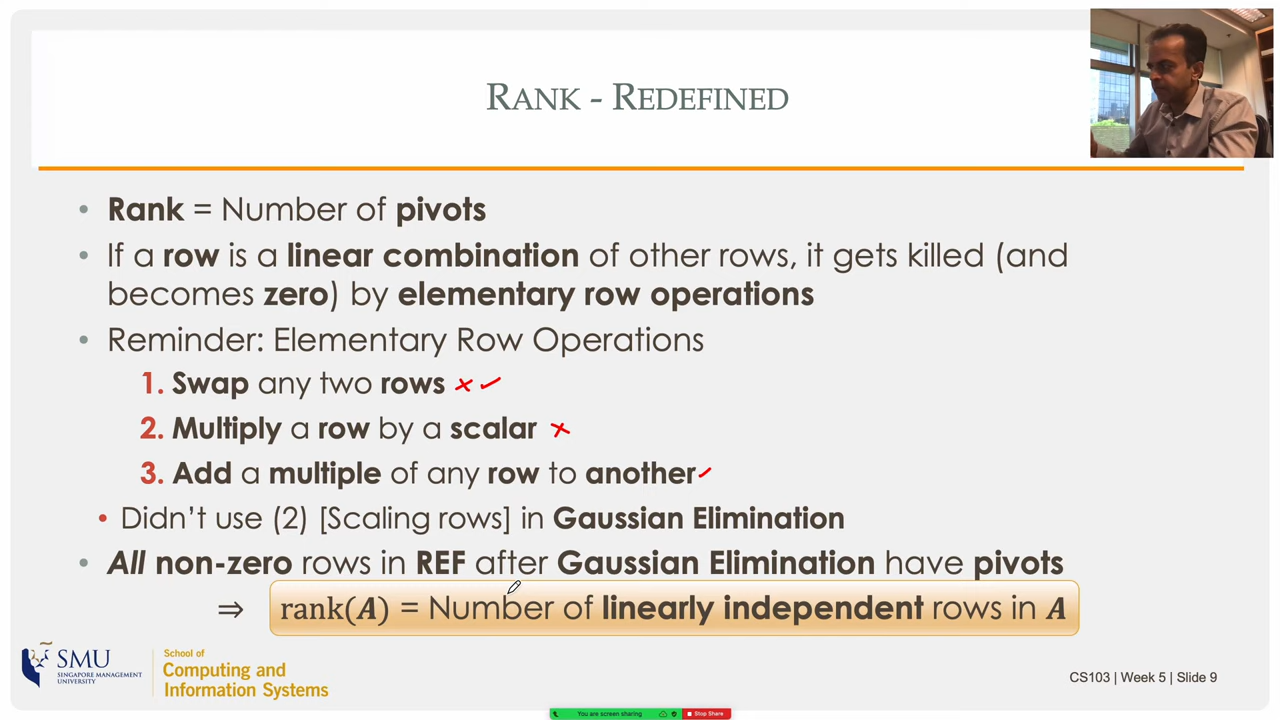 RANK - REDEFINED
• Rank = Number of pivots
• If a row is a linear combination of other rows, it gets killed (and
becomes zero) by elementary row operations
• Reminder: Elementary Row Operations
1. Swap any two rows × ✓
2. Multiply a row by a scalar ×
3. Add a multiple of any row to another ✓
• Didn't use (2) [Scaling rows] in Gaussian Elimination
• All non-zero rows in REF after Gaussian Elimination have pivots
⇒ rank(A) = Number of linearly independent rows in A
SMU
SINGAPORE MANAGEMENT
UNIVERSITY
School of
Computing and
Information Systems
CS103 | Week 5 | Slide 9
You are screen sharing
Stop Share